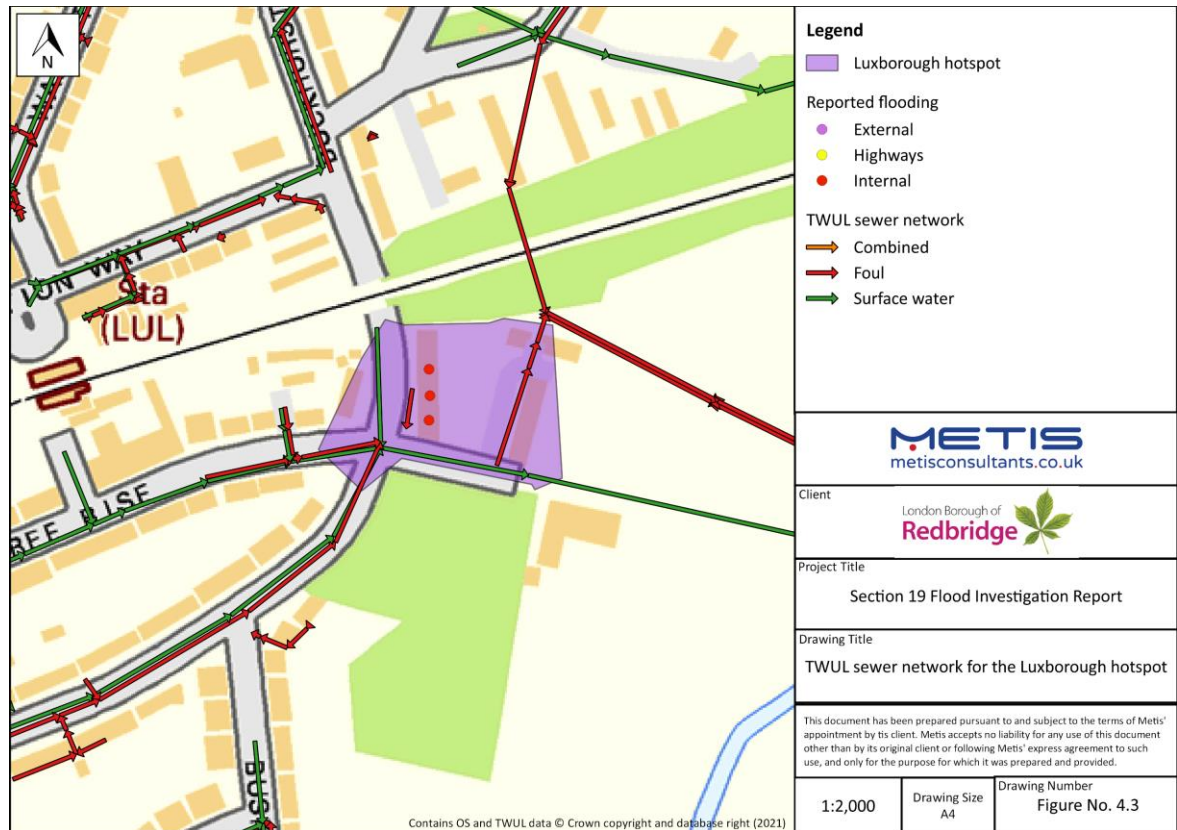 N
ION WAY
Sta
(LUL)
REE RISE
BUSH
Contains OS and TWUL data © Crown copyright and database right (2021)
Legend
Luxborough hotspot
Reported flooding
External
Highways
Internal
TWUL sewer network
Combined
Foul
Surface water
METIS
metisconsultants.co.uk
Client
London Borough of
Redbridge
Project Title
Section 19 Flood Investigation Report
Drawing Title
TWUL sewer network for the Luxborough hotspot
This document has been prepared pursuant to and subject to the terms of Metis'
appointment by tis client. Metis accepts no liability for any use of this document
other than by its original client or following Metis' express agreement to such
use, and only for the purpose for which it was prepared and provided.
1:2,000
Drawing Size
A4
Drawing Number
Figure No. 4.3